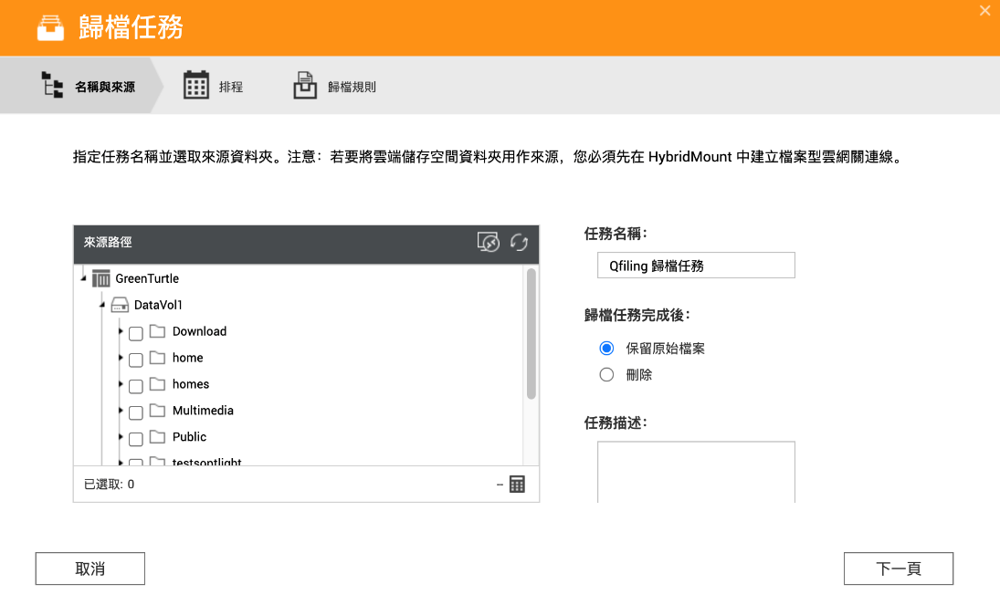 歸檔任務
名稱與來源
排程
歸檔規則
指定任務名稱並選取來源資料夾。注意：若要將雲端儲存空間資料夾用作來源，您必須先在 HybridMount 中建立檔案型雲網關連線。
來源路徑
GreenTurtle
DataVol1
Download
home
homes
Multimedia
Public
testsoptlight
已選取: 0
--
任務名稱：
Qfiling 歸檔任務
歸檔任務完成後：
保留原始檔案
刪除
任務描述：
取消
下一頁